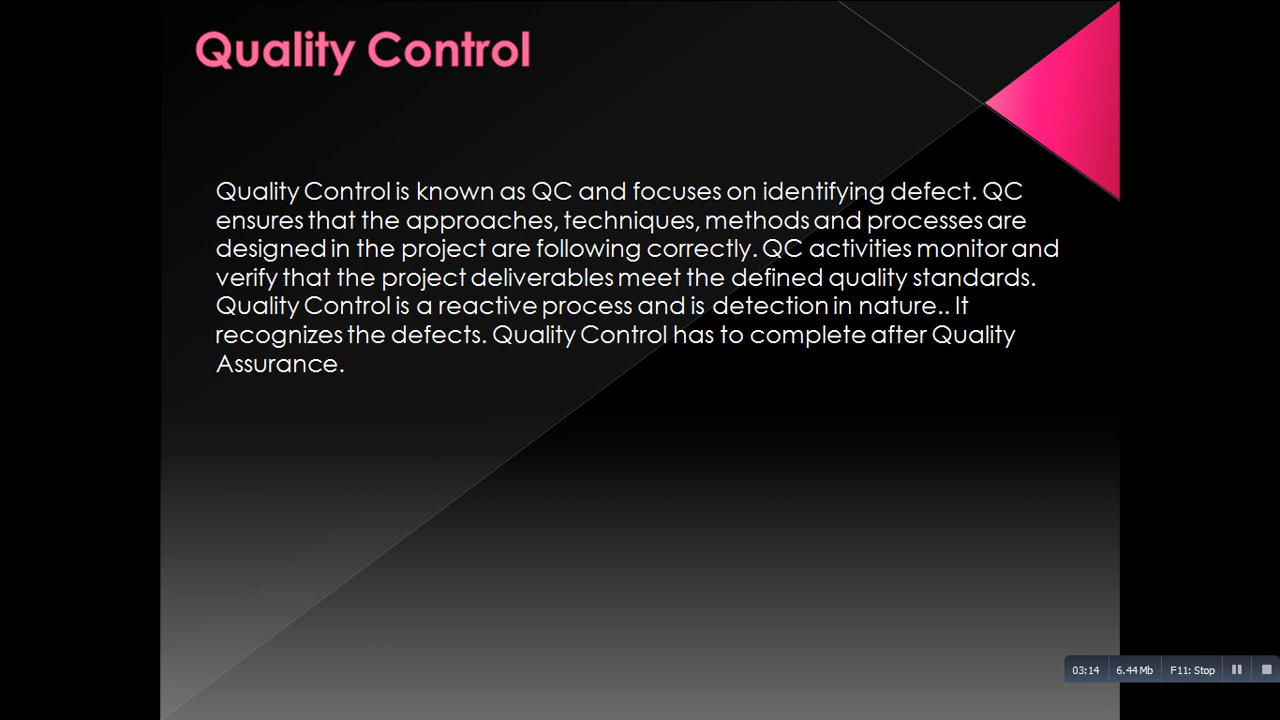 Quality Control
Quality Control is known as QC and focuses on identifying defect. QC
ensures that the approaches, techniques, methods and processes are
designed in the project are following correctly. QC activities monitor and
verify that the project deliverables meet the defined quality standards.
Quality Control is a reactive process and is detection in nature.. It
recognizes the defects. Quality Control has to complete after Quality
Assurance.
03:14 6.44 Mb F11: Stop